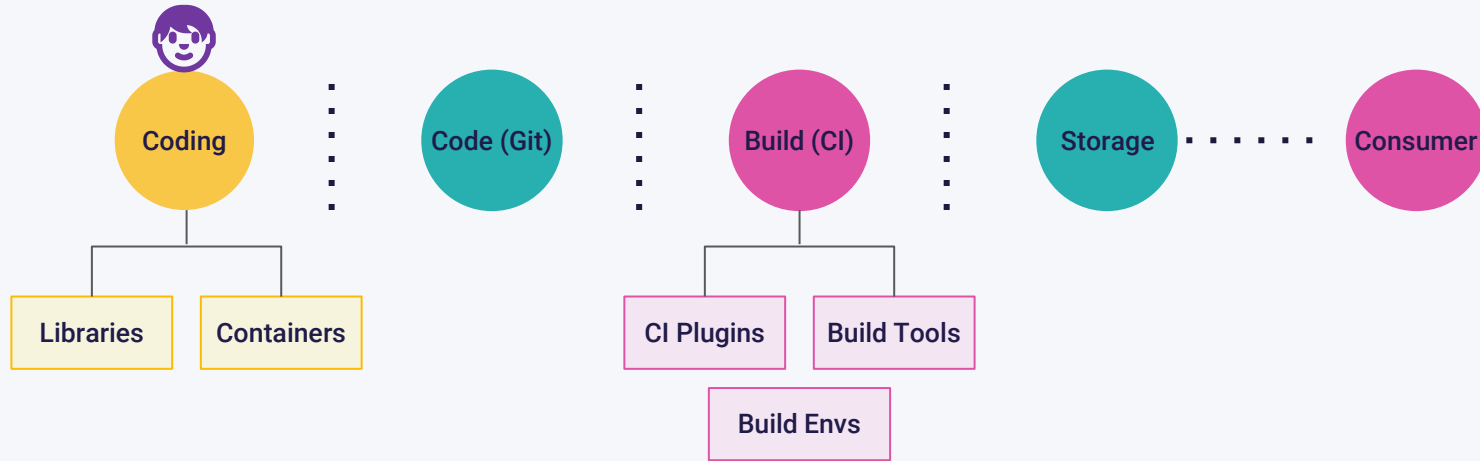 Coding
Code (Git)
Build (CI)
Storage
Consumer
Libraries
Containers
CI Plugins
Build Tools
Build Envs